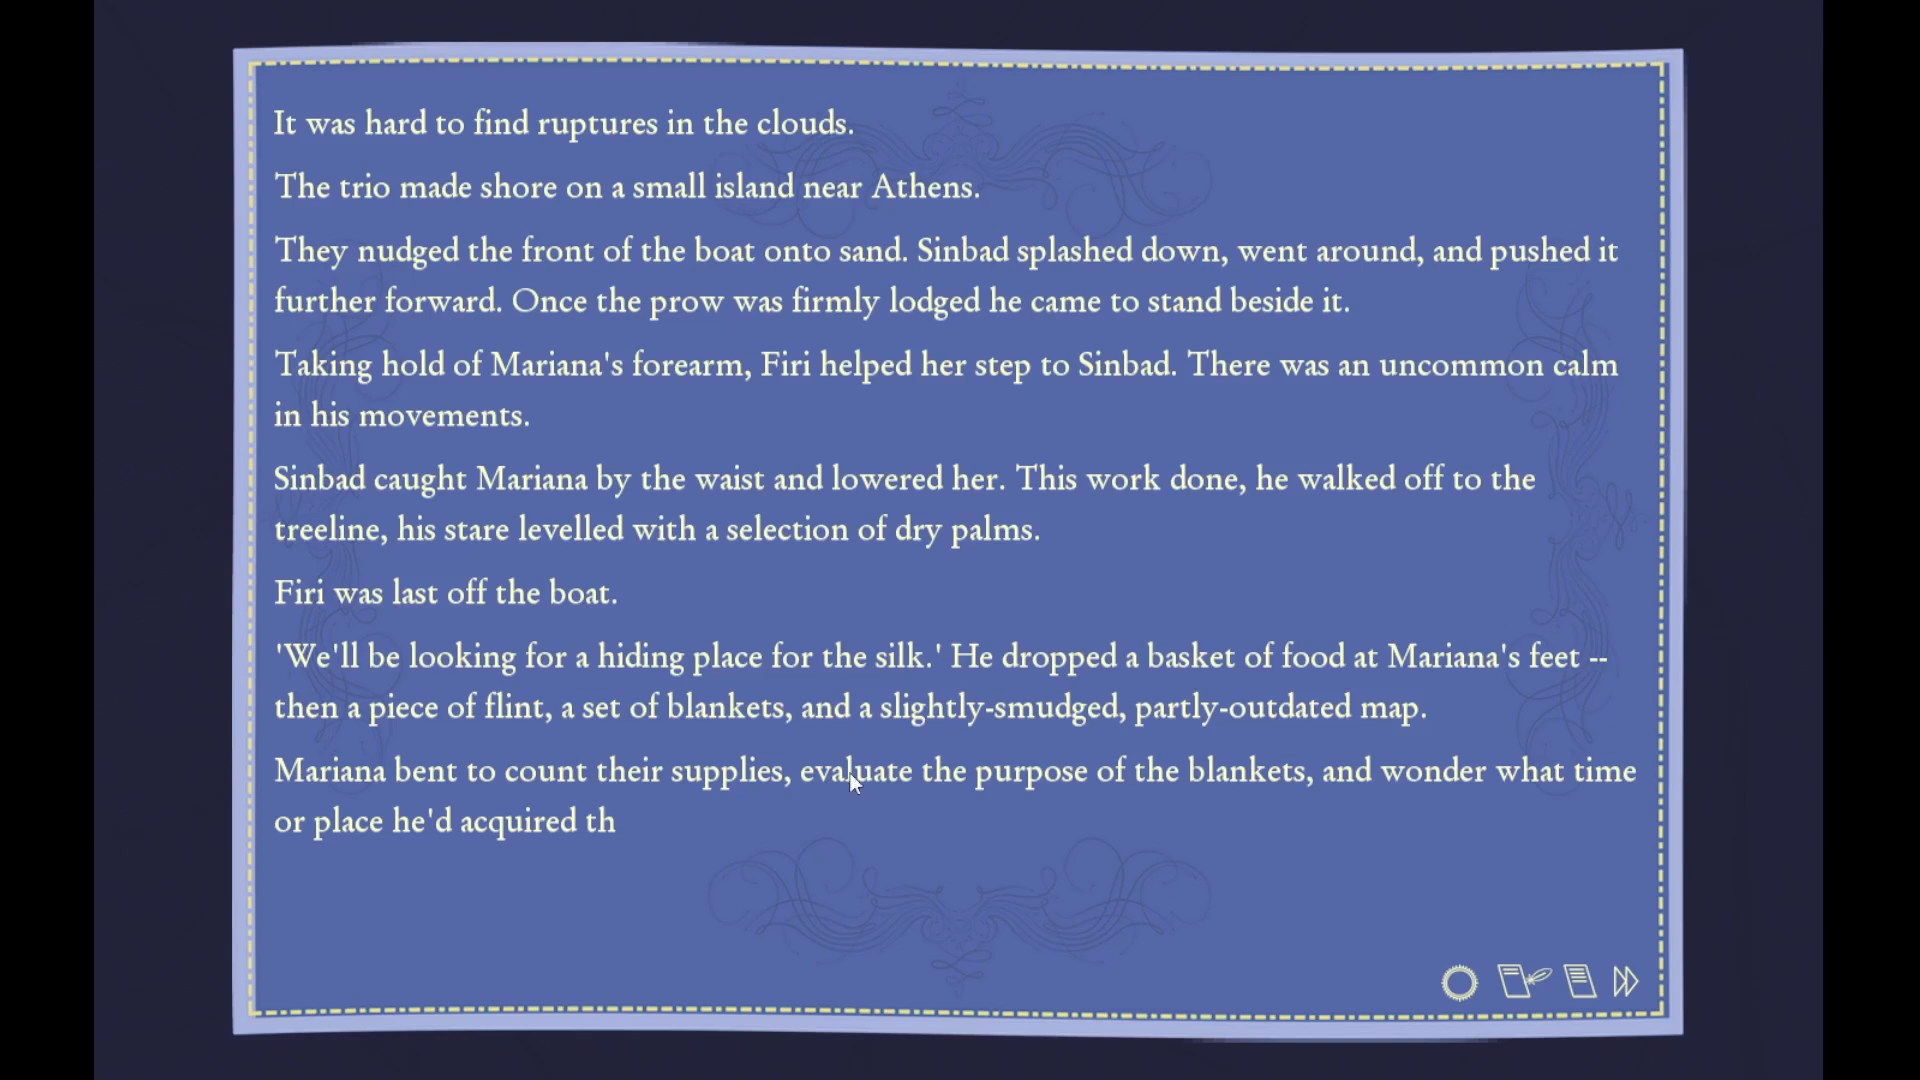 It was hard to find ruptures in the clouds.
The trio made shore on a small island near Athens.
They nudged the front of the boat onto sand. Sinbad splashed down, went around, and pushed it
further forward. Once the prow was firmly lodged he came to stand beside it.
Taking hold of Mariana's forearm, Firi helped her step to Sinbad. There was an uncommon calm
in his movements.
Sinbad caught Mariana by the waist and lowered her. This work done, he walked off to the
treeline, his stare levelled with a selection of dry palms.
Firi was last off the boat.
'We'll be looking for a hiding place for the silk.' He dropped a basket of food at Mariana's feet --
then a piece of flint, a set of blankets, and a slightly-smudged, partly-outdated map.
Mariana bent to count their supplies, evaluate the purpose of the blankets, and wonder what time
or place he'd acquired th